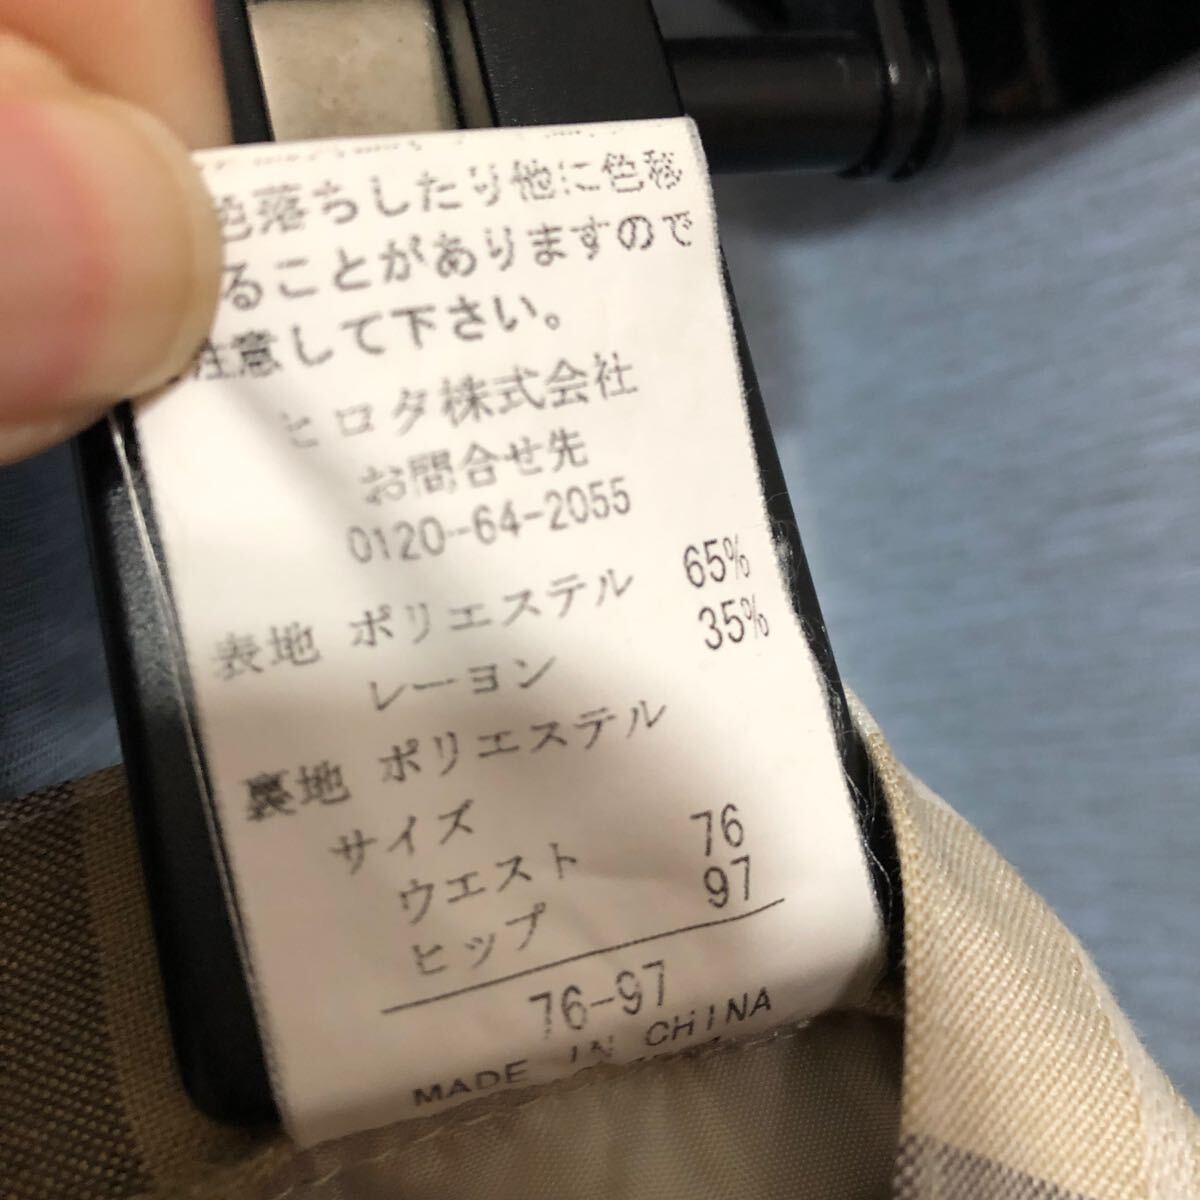 色落ちしたり他に色移
ることがありますので
注意して下さい。
ヒロタ株式会社
お問合せ先
0120-64-2055
表地 ポリエステル 65%
レーヨン 35%
裏地 ポリエステル
サイズ
ウエスト 76
ヒップ 97
76-97
MADE IN CHINA